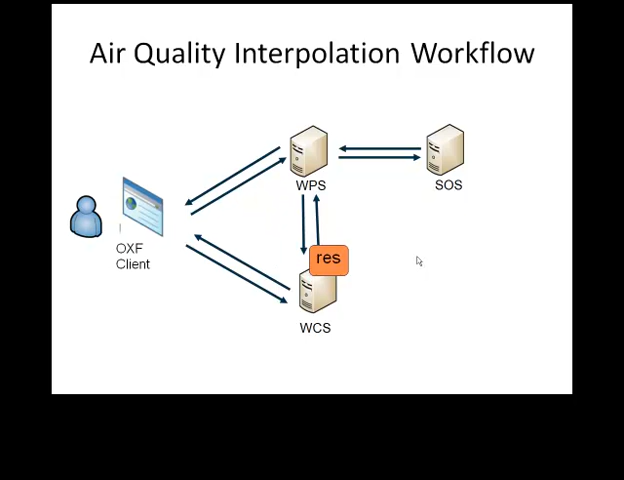 Air Quality Interpolation Workflow
WPS
SOS
OXF
Client
res
WCS